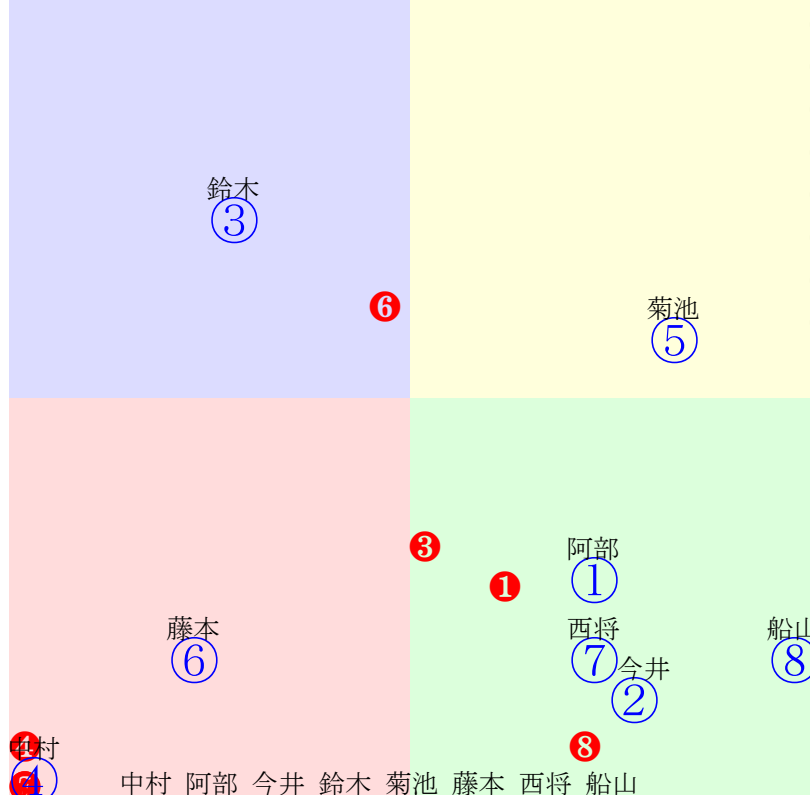 鈴木
③
❻
菊池
⑤
❸
阿部
①
❶
藤本
⑥
西将
⑦
今井
②
船山
⑧
❹
中村
❽
④
中村 阿部 今井 鈴木 菊池 藤本 西将 船山